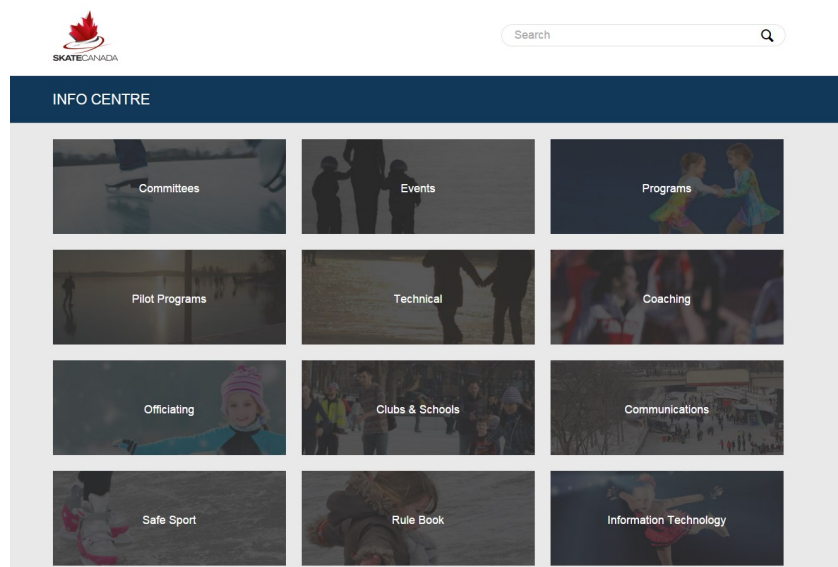 Search
SKATECANADA
INFO CENTRE
Committees
Events
Programs
Pilot Programs
Technical
Coaching
Officiating
Clubs & Schools
Communications
Safe Sport
Rule Book
Information Technology